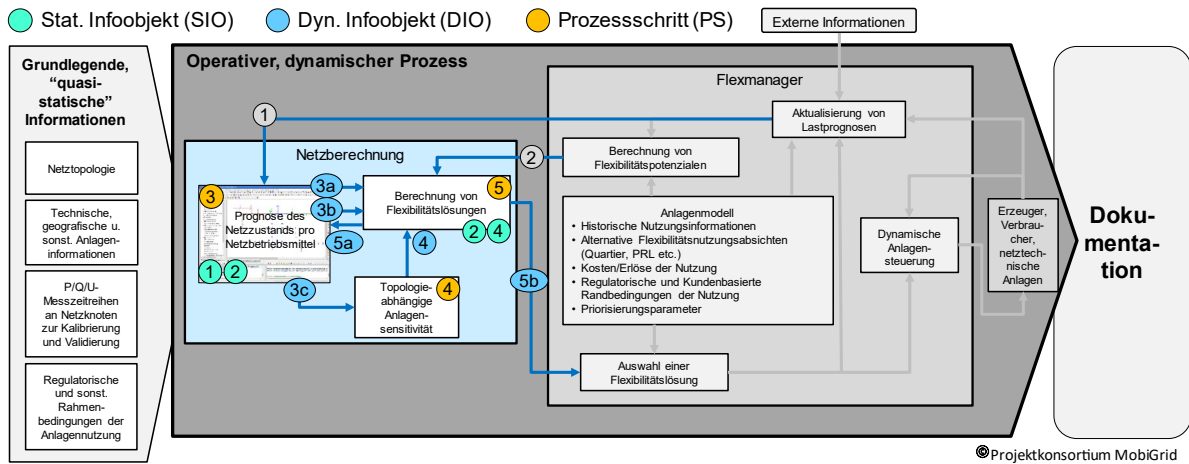 Stat. Infoobjekt (SIO)
Dyn. Infoobjekt (DIO)
Prozessschritt (PS)
Externe Informationen
Grundlegende,
“quasi-
statische”
Informationen
Netztopologie
Technische,
geografische u.
sonst. Anlagen-
informationen
P/Q/U-
Messzeitreihen
an Netzknoten
zur Kalibrierung
und Validierung
Regulatorische
und sonst.
Rahmen-
bedingungen der
Anlagennutzung
Operativer, dynamischer Prozess
1
Netzberechnung
3
Prognose des
Netzzustands pro
Netzbetriebsmittel
1
2
3a
3b
5a
3c
4
Berechnung von
Flexibilitätslösungen
5
2
4
Topologie-
abhängige
Anlagen-
sensitivität
4
2
5b
Flexmanager
Aktualisierung von
Lastprognosen
Berechnung von
Flexibilitätspotenzialen
Anlagenmodell
• Historische Nutzungsinformationen
• Alternative Flexibilitätsnutzungsabsichten
(Quartier, PRL etc.)
• Kosten/Erlöse der Nutzung
• Regulatorische und Kundenbasierte
Randbedingungen der Nutzung
• Priorisierungsparameter
Auswahl einer
Flexibilitätslösung
Dynamische
Anlagen-
steuerung
Erzeuger,
Verbrau-
cher,
netztech-
nische
Anlagen
Doku-
menta-
tion
©Projektkonsortium MobiGrid